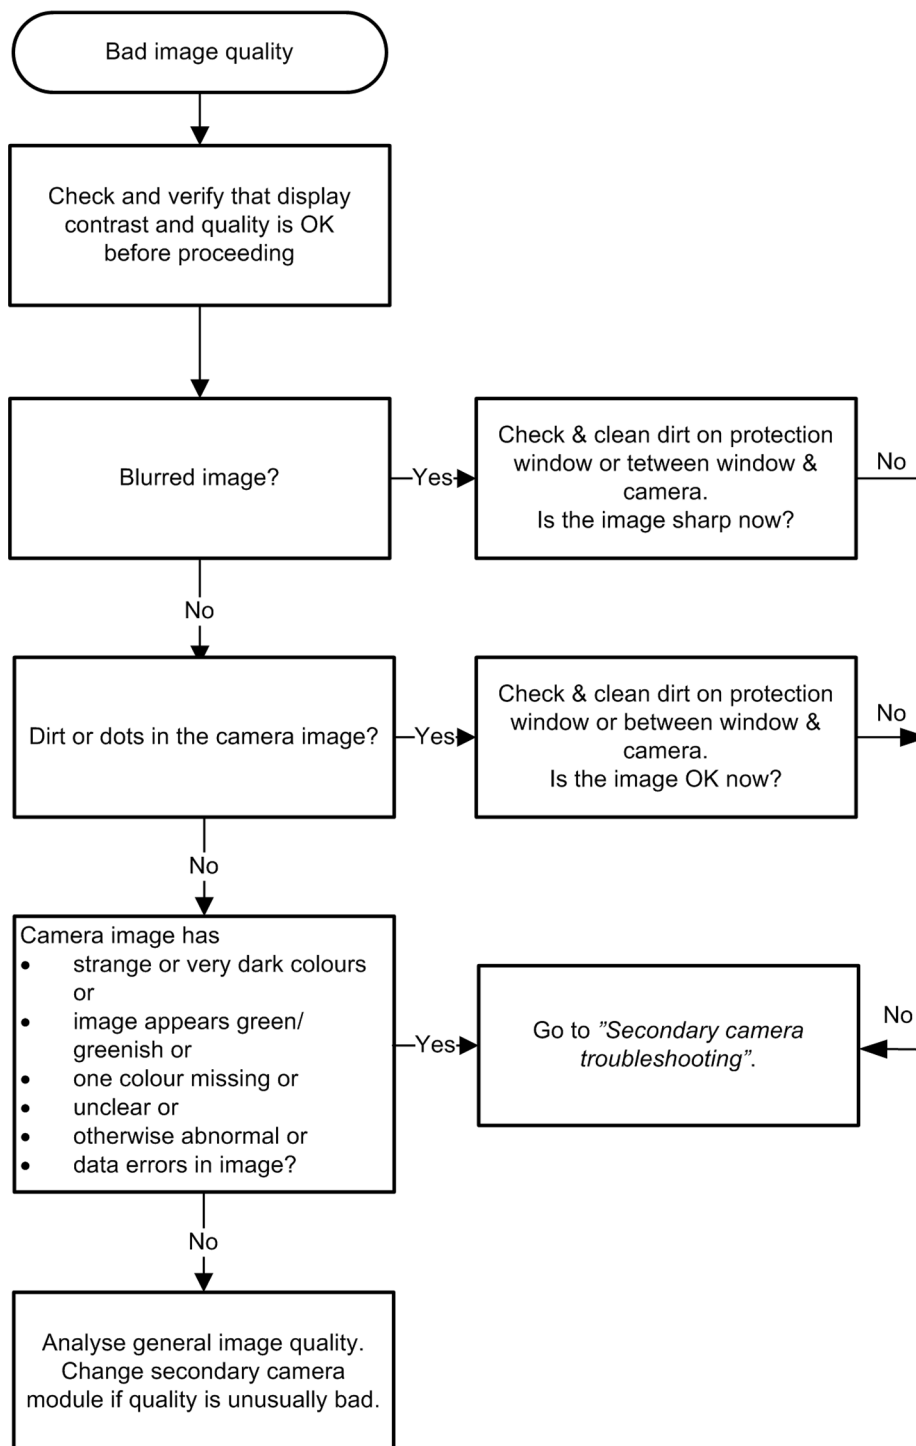 Bad image quality
Check and verify that display
contrast and quality is OK
before proceeding
Blurred image?
Yes
Check & clean dirt on protection
window or tetween window &
camera.
Is the image sharp now?
No
No
Dirt or dots in the camera image?
Yes
Check & clean dirt on protection
window or between window &
camera.
Is the image OK now?
No
No
Camera image has
• strange or very dark colours
or
• image appears green/
greenish or
• one colour missing or
• unclear or
• otherwise abnormal or
• data errors in image?
Yes
Go to ”Secondary camera
troubleshooting”.
No
No
Analyse general image quality.
Change secondary camera
module if quality is unusually bad.